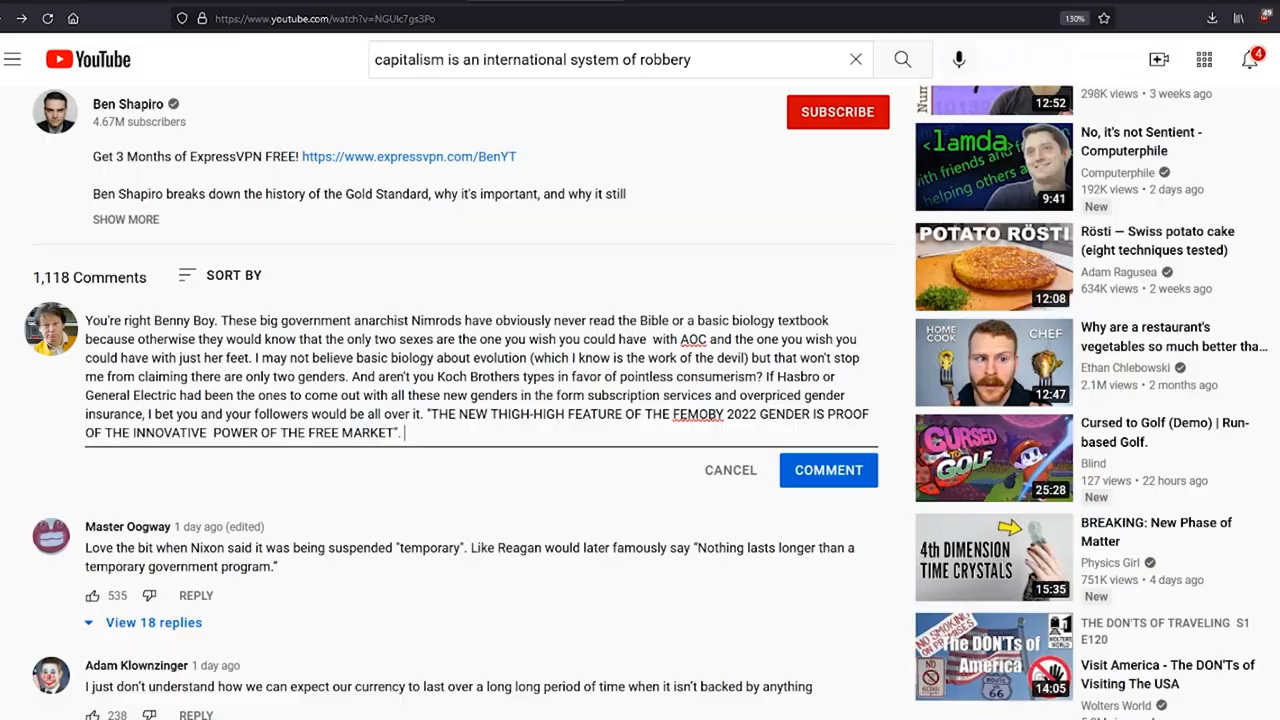 https://www.youtube.com/watch?v=NGUlc7gs3Po
130%
49
YouTube
capitalism is an international system of robbery
4
Ben Shapiro
4.67M subscribers
SUBSCRIBE
Get 3 Months of ExpressVPN FREE! https://www.expressvpn.com/BenYT
Ben Shapiro breaks down the history of the Gold Standard, why it's important, and why it still
SHOW MORE
1,118 Comments
SORT BY
You're right Benny Boy. These big government anarchist Nimrods have obviously never read the Bible or a basic biology textbook
because otherwise they would know that the only two sexes are the one you wish you could have  with AOC and the one you wish you
could have with just her feet. I may not believe basic biology about evolution (which I know is the work of the devil) but that won't stop
me from claiming there are only two genders. And aren't you Koch Brothers types in favor of pointless consumerism? If Hasbro or
General Electric had been the ones to come out with all these new genders in the form subscription services and overpriced gender
insurance, I bet you and your followers would be all over it. "THE NEW THIGH-HIGH FEATURE OF THE FEMOBY 2022 GENDER IS PROOF
OF THE INNOVATIVE  POWER OF THE FREE MARKET".
CANCEL
COMMENT
Master Oogway 1 day ago (edited)
Love the bit when Nixon said it was being suspended "temporary". Like Reagan would later famously say "Nothing lasts longer than a
temporary government program."
535
REPLY
View 18 replies
Adam Klownzinger 1 day ago
I just don't understand how we can expect our currency to last over a long long period of time when it isn't backed by anything
238
REPLY
12:52
298K views • 3 weeks ago
<lamda>
with friends and f
helping others a
9:41
No, it's not Sentient -
Computerphile
Computerphile
192K views • 2 days ago
New
POTATO RÖSTI
12:08
Rösti — Swiss potato cake
(eight techniques tested)
Adam Ragusea
634K views • 2 weeks ago
HOME
COOK
CHEF
12:47
Why are a restaurant's
vegetables so much better tha...
Ethan Chlebowski
2.1M views • 2 months ago
CURSED
TO
GOLF
25:28
Cursed to Golf (Demo) | Run-
based Golf.
Blind
127 views • 22 hours ago
New
4th DIMENSION
TIME CRYSTALS
15:35
BREAKING: New Phase of
Matter
Physics Girl
751K views • 4 days ago
New
NO SMOKING
The DON'Ts of
America
ROUTE
66
WOLTERS
WORLD
14:05
THE DON'TS OF TRAVELING  S1
E120
Visit America - The DON'Ts of
Visiting The USA
Wolters World